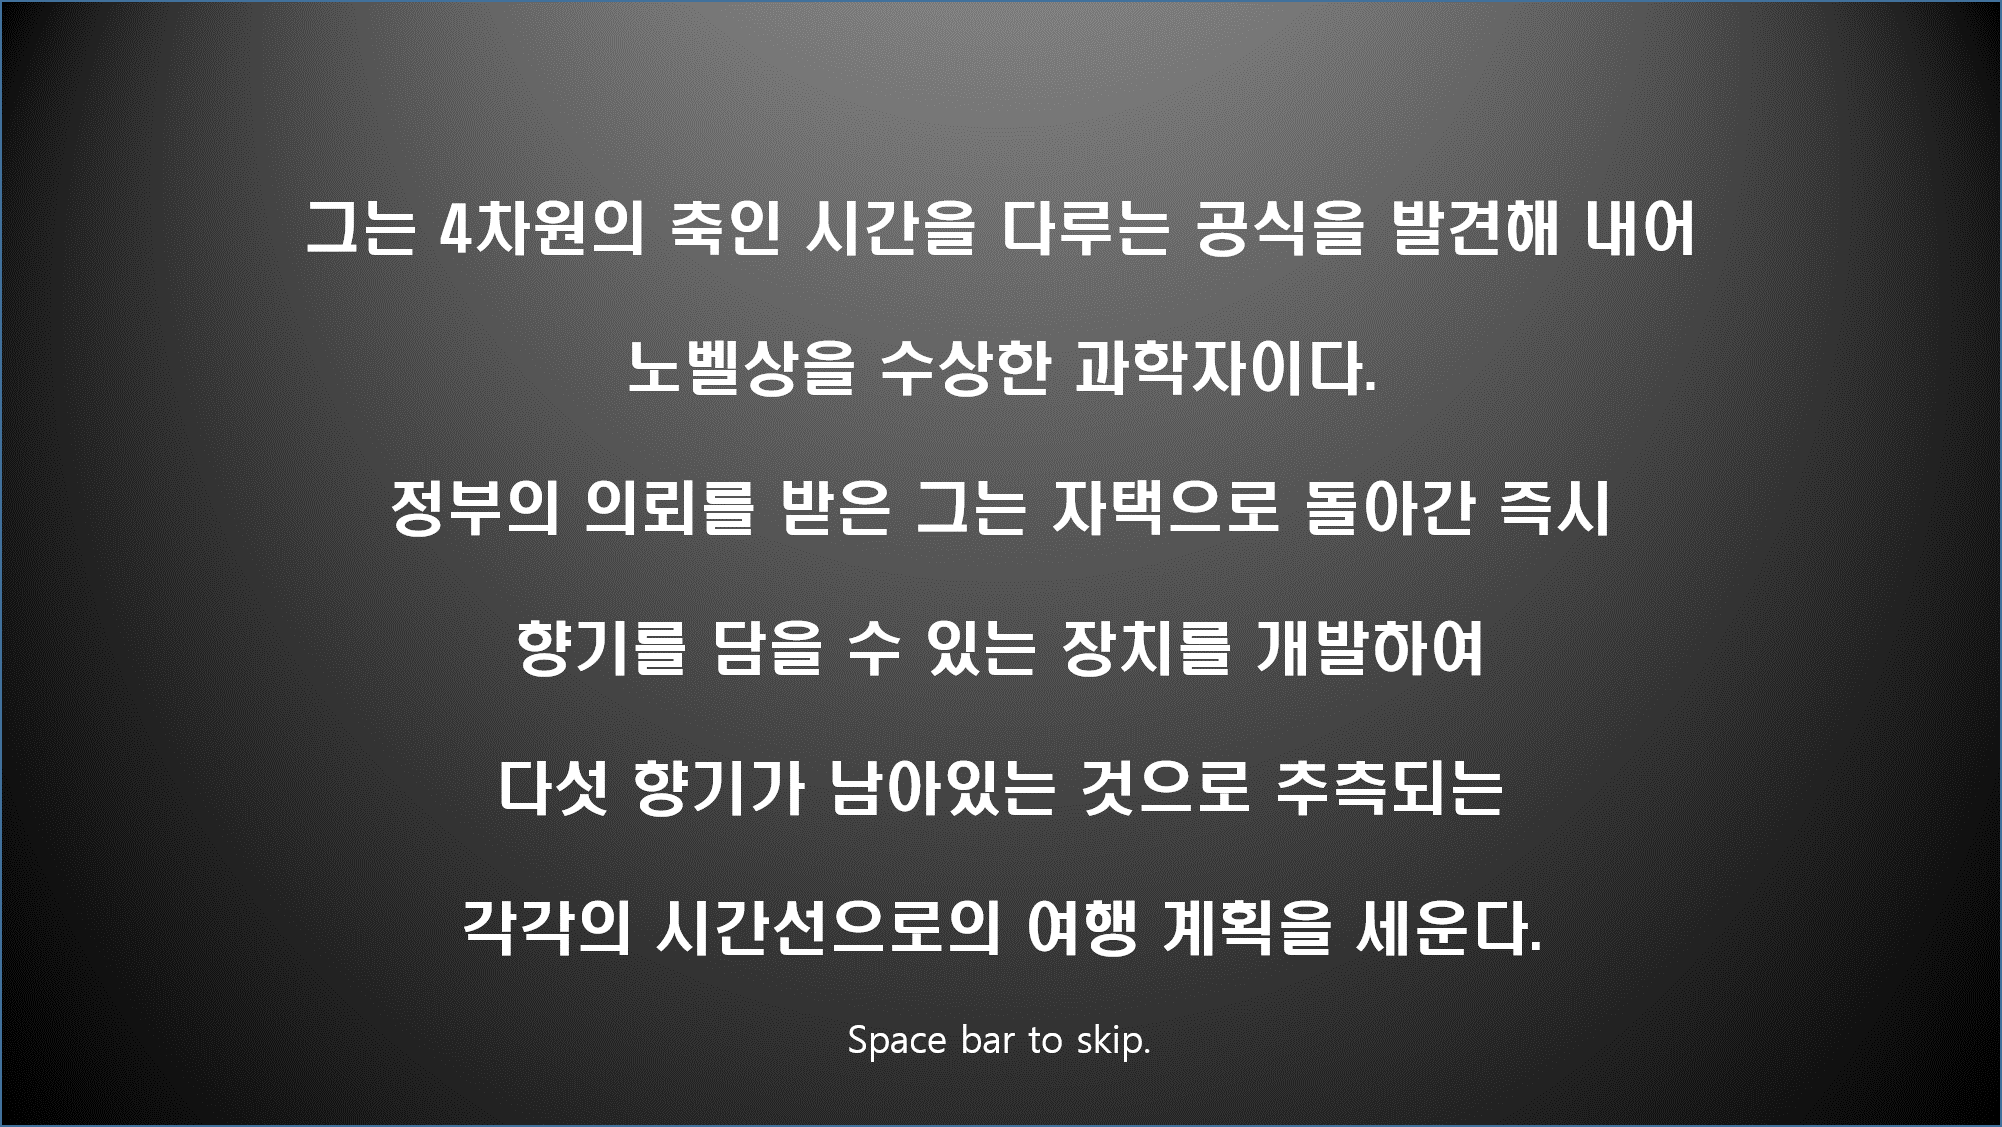 그는 4차원의 축인 시간을 다루는 공식을 발견해 내어
노벨상을 수상한 과학자이다.
정부의 의뢰를 받은 그는 자택으로 돌아간 즉시
향기를 담을 수 있는 장치를 개발하여
다섯 향기가 남아있는 것으로 추측되는
각각의 시간선으로의 여행 계획을 세운다.
Space bar to skip.